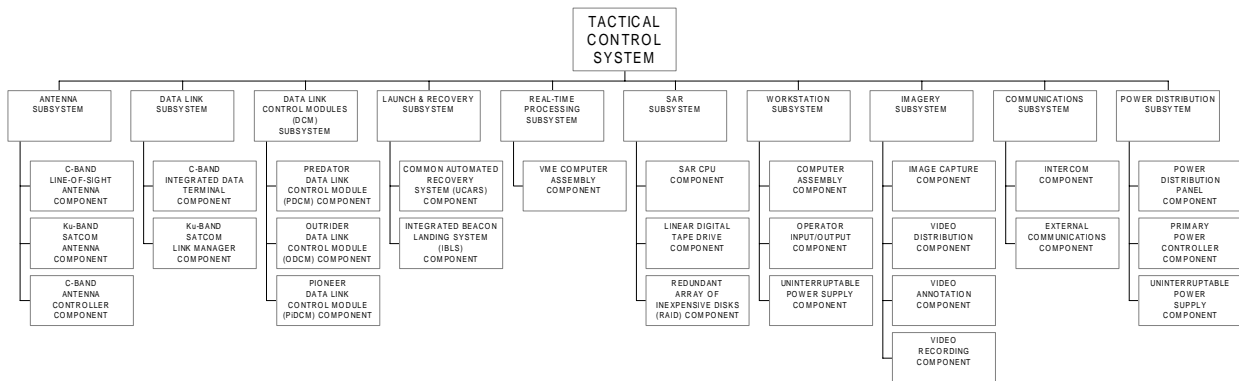 TACTICAL
CONTROL
SYSTEM
ANTENNA
SUBSYSTEM
C-BAND
LINE-OF-SIGHT
ANTENNA
COMPONENT
Ku-BAND
SATCOM
ANTENNA
COMPONENT
C-BAND
ANTENNA
CONTROLLER
COMPONENT
DATA LINK
SUBSYSTEM
C-BAND
INTEGRATED DATA
TERMINAL
COMPONENT
Ku-BAND
SATCOM
LINK MANAGER
COMPONENT
DATA LINK
CONTROL MODULES
(DCM)
SUBSYSTEM
PREDATOR
DATA LINK
CONTROL MODULE
(PDCM) COMPONENT
OUTRIDER
DATA LINK
CONTROL MODULE
(ODCM) COMPONENT
PIONEER
DATA LINK
CONTROL MODULE
(PiDCM) COMPONENT
LAUNCH & RECOVERY
SUBSYSTEM
COMMON AUTOMATED
RECOVERY
SYSTEM (UCARS)
COMPONENT
INTEGRATED BEACON
LANDING SYSTEM
(IBLS)
COMPONENT
REAL-TIME
PROCESSING
SUBSYSTEM
VME COMPUTER
ASSEMBLY
COMPONENT
SAR
SUBSYSTEM
SAR CPU
COMPONENT
LINEAR DIGITAL
TAPE DRIVE
COMPONENT
REDUNDANT
ARRAY OF
INEXPENSIVE DISKS
(RAID) COMPONENT
WORKSTATION
SUBSYSTEM
COMPUTER
ASSEMBLY
COMPONENT
OPERATOR
INPUT/OUTPUT
COMPONENT
UNINTERRUPTABLE
POWER SUPPLY
COMPONENT
IMAGERY
SUBSYSTEM
IMAGE CAPTURE
COMPONENT
VIDEO
DISTRIBUTION
COMPONENT
VIDEO
ANNOTATION
COMPONENT
VIDEO
RECORDING
COMPONENT
COMMUNICATIONS
SUBSYSTEM
INTERCOM
COMPONENT
EXTERNAL
COMMUNICATIONS
COMPONENT
POWER DISTRIBUTION
SUBSYTEM
POWER
DISTRIBUTION
PANEL
COMPONENT
PRIMARY
POWER
CONTROLLER
COMPONENT
UNINTERRUPTABLE
POWER
SUPPLY
COMPONENT